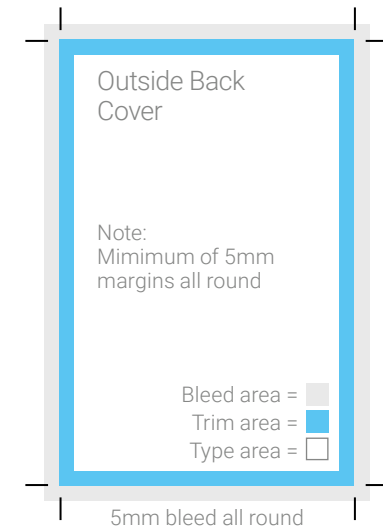 Outside Back
Cover
Note:
Mimimum of 5mm
margins all round
Bleed area =
Trim area =
Type area =
5mm bleed all round